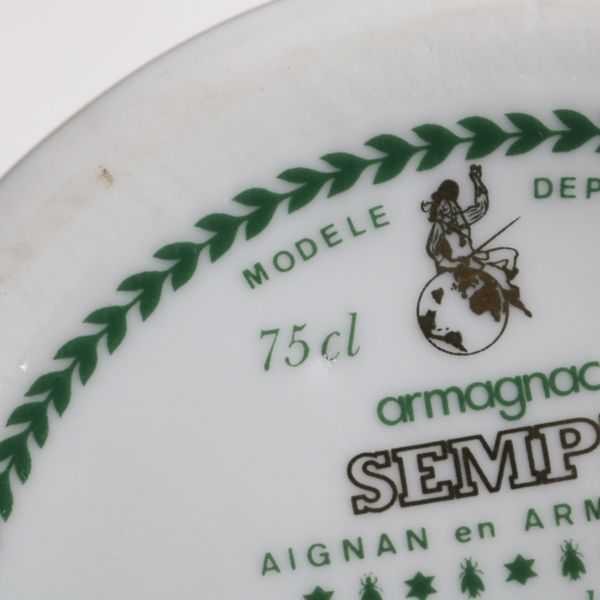 MODELE DEP
75cl
armagnac
SEMP
AIGNAN en ARM